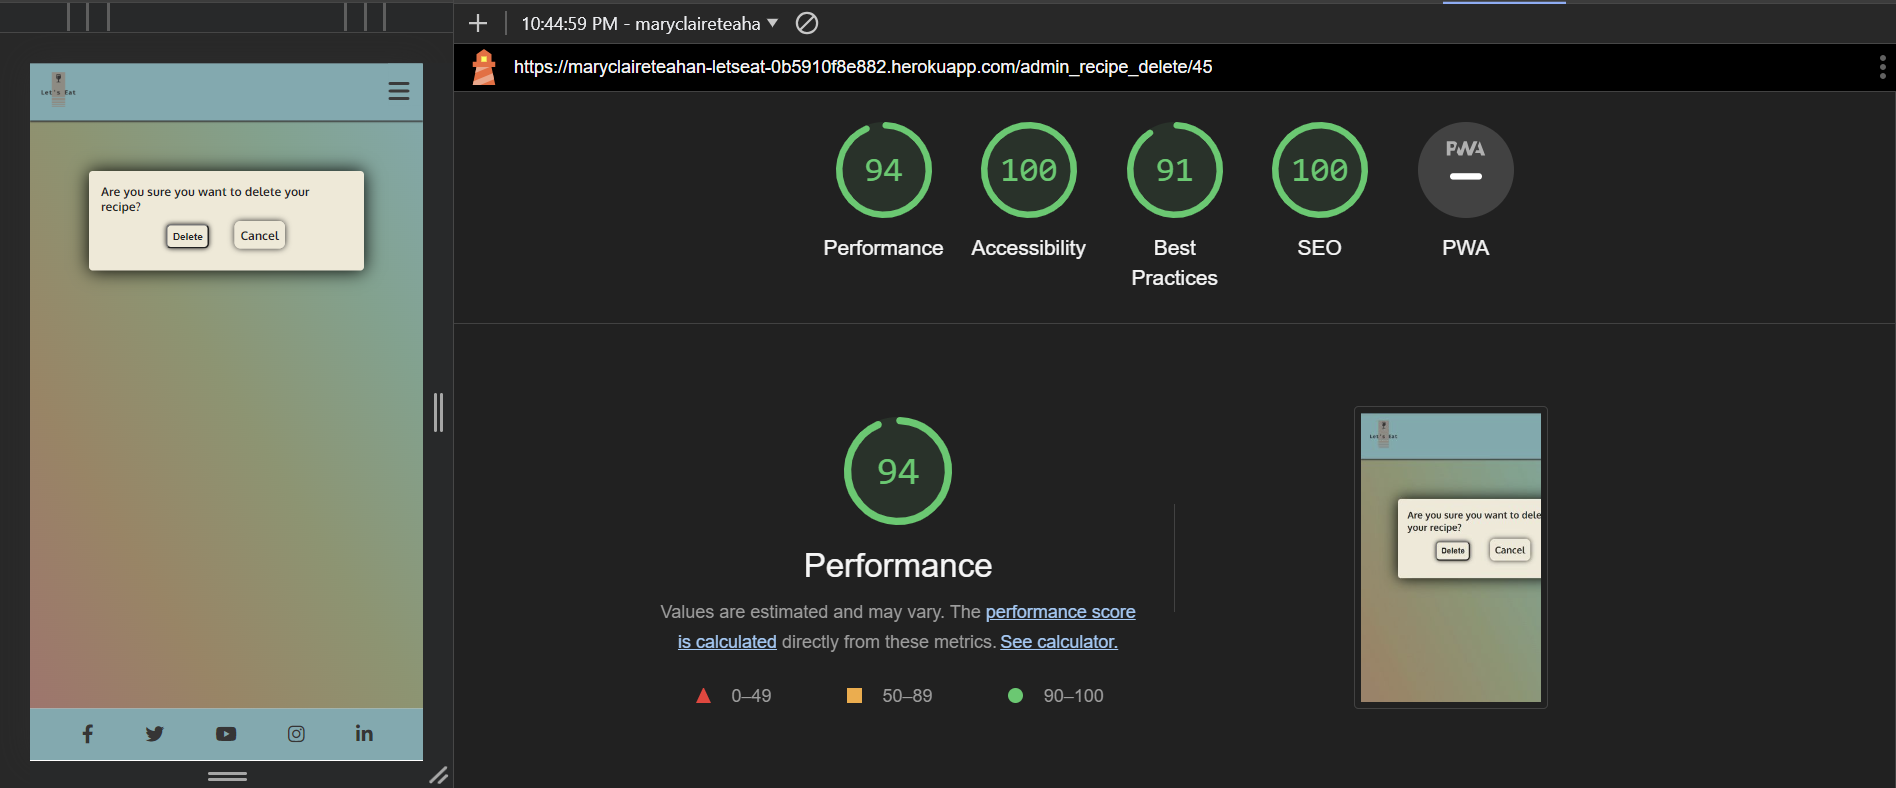 10:44:59 PM - maryclaireteaha
https://maryclaireteahan-letseat-0b5910f8e882.herokuapp.com/admin_recipe_delete/45
Let's Eat
Are you sure you want to delete your
recipe?
Delete Cancel
94 100 91 100 PWA
Performance Accessibility Best SEO PWA
Practices
94
Performance
Values are estimated and may vary. The performance score
is calculated directly from these metrics. See calculator.
0–49 50–89 90–100
Let's Eat
Are you sure you want to dele
your recipe?
Delete Cancel